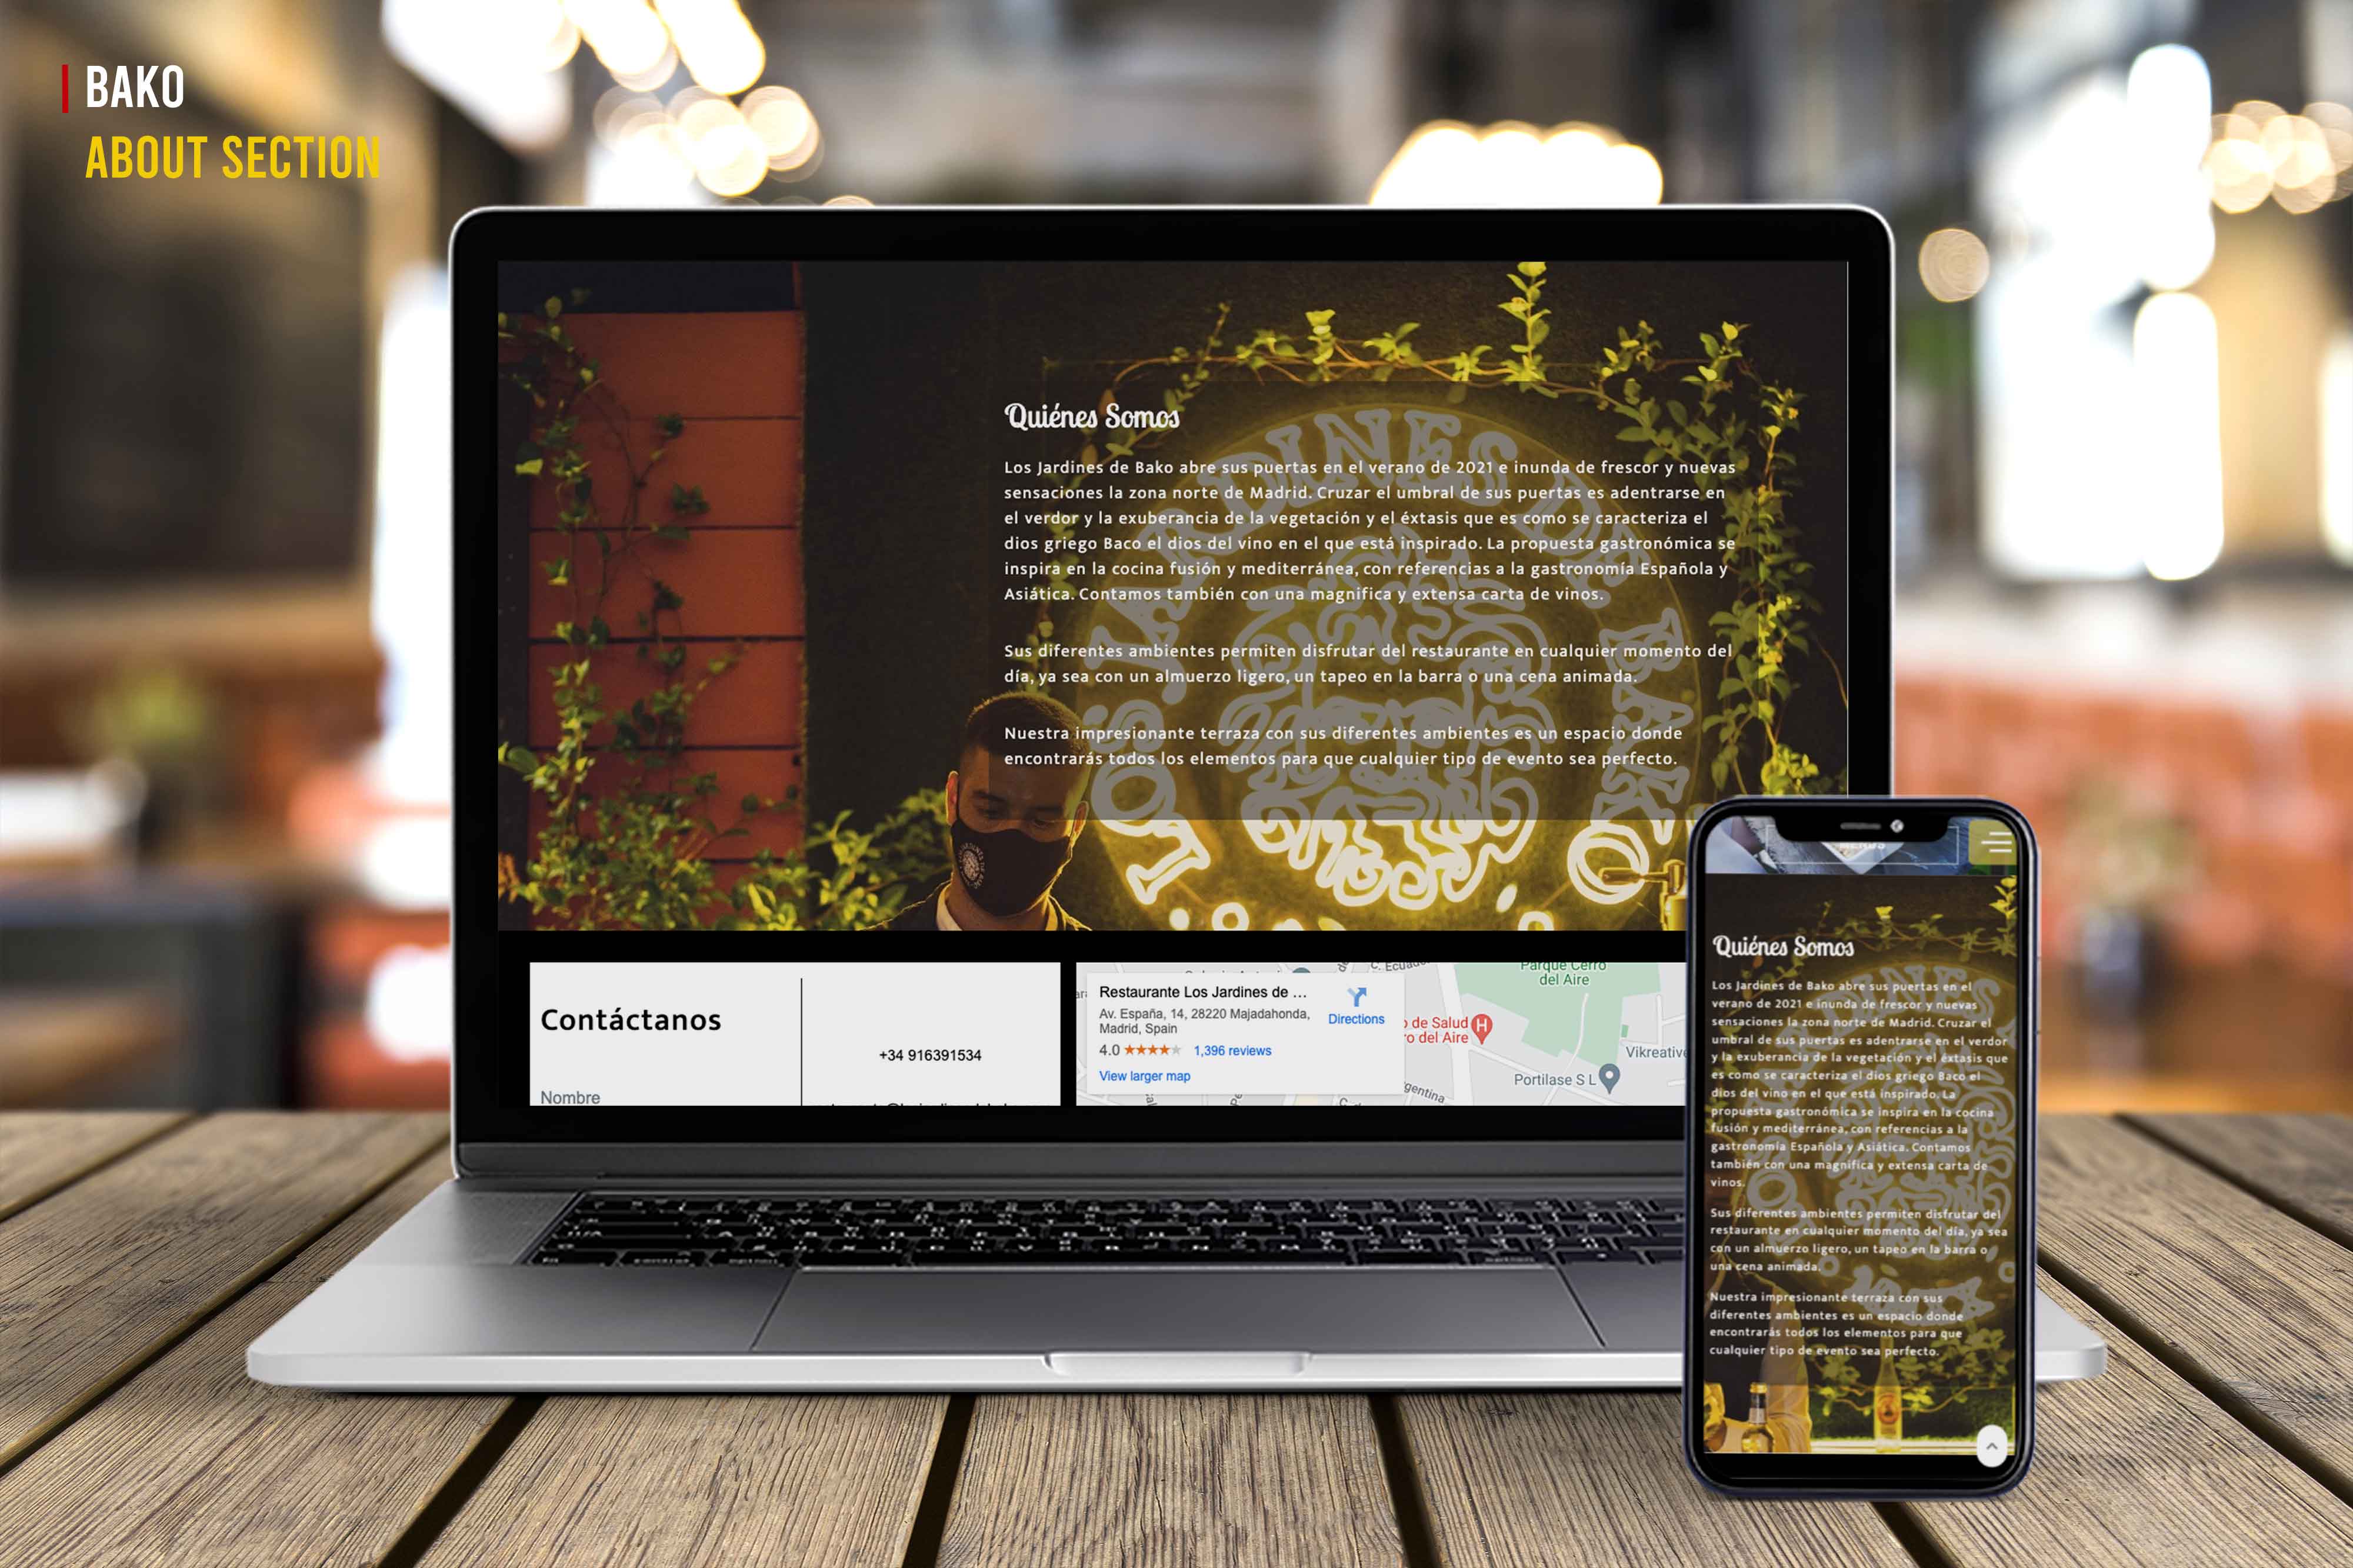 BAKO
ABOUT SECTION
Quiénes Somos
Los Jardines de Bako abre sus puertas en el verano de 2021 e inunda de frescor y nuevas
sensaciones la zona norte de Madrid. Cruzar el umbral de sus puertas es adentrarse en
el verdor y la exuberancia de la vegetación y el éxtasis que es como se caracteriza el
dios griego Baco el dios del vino en el que está inspirado. La propuesta gastronómica se
inspira en la cocina fusión y mediterránea, con referencias a la gastronomía Española y
Asiática. Contamos también con una magnifica y extensa carta de vinos.
Sus diferentes ambientes permiten disfrutar del restaurante en cualquier momento del
día, ya sea con un almuerzo ligero, un tapeo en la barra o una cena animada.
Nuestra impresionante terraza con sus diferentes ambientes es un espacio donde
encontrarás todos los elementos para que cualquier tipo de evento sea perfecto.
LOS JARDINES DE BAKO
Contáctanos
+34 916391534
Nombre
Restaurante Los Jardines de ...
Av. España, 14, 28220 Majadahonda,
Madrid, Spain
4.0
1,396 reviews
View larger map
Directions
C. Ecuador
Parque Cerro
del Aire
de Salud
ro del Aire
H
Vikreative
Portilase S L
gentina
MENUS
Quiénes Somos
Los Jardines de Bako abre sus puertas en el
verano de 2021 e inunda de frescor y nuevas
sensaciones la zona norte de Madrid. Cruzar el
umbral de sus puertas es adentrarse en el verdor
y la exuberancia de la vegetación y el éxtasis que
es como se caracteriza el dios griego Baco el
dios del vino en el que está inspirado. La
propuesta gastronómica se inspira en la cocina
fusión y mediterránea, con referencias a la
gastronomía Española y Asiática. Contamos
también con una magnifica y extensa carta de
vinos.
Sus diferentes ambientes permiten disfrutar del
restaurante en cualquier momento del día, ya sea
con un almuerzo ligero, un tapeo en la barra o
una cena animada.
Nuestra impresionante terraza con sus
diferentes ambientes es un espacio donde
encontrarás todos los elementos para que
cualquier tipo de evento sea perfecto.